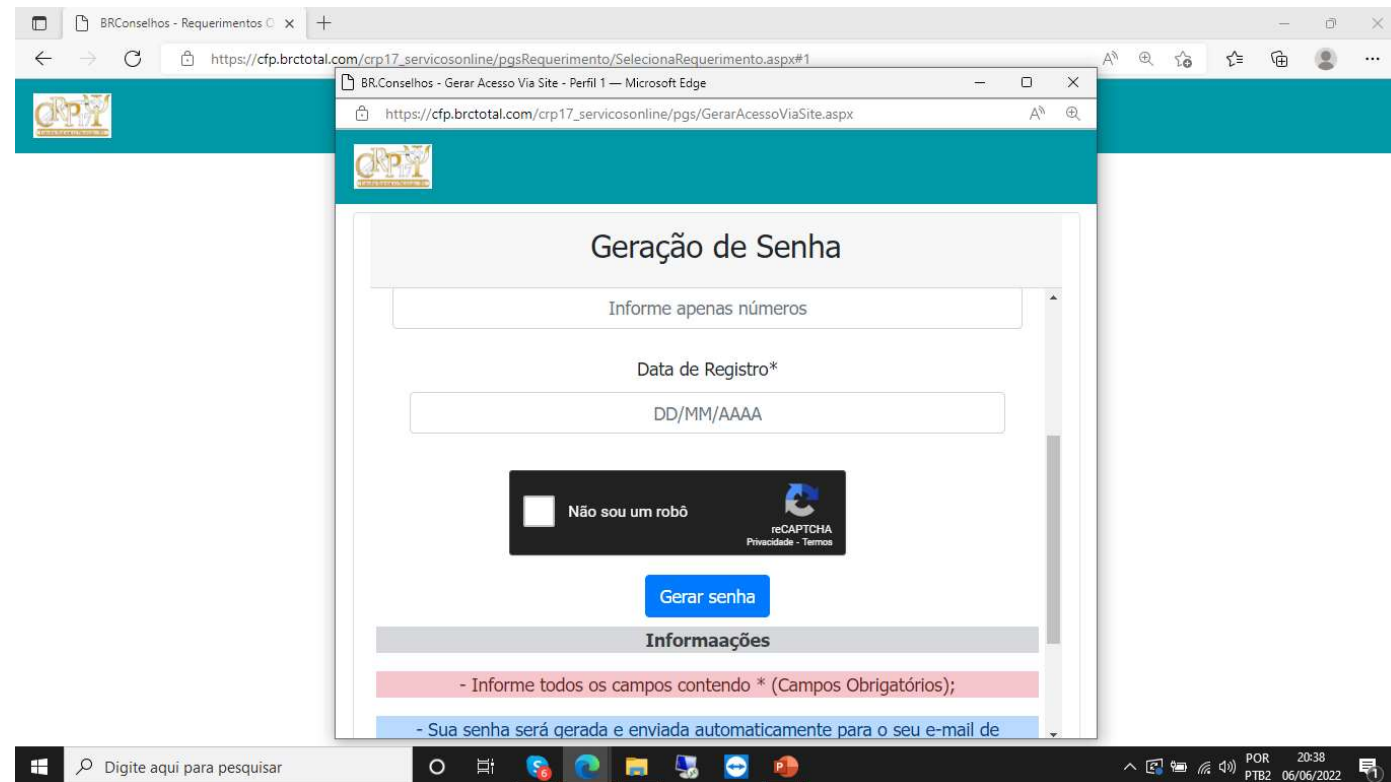 BRConselhos - Requerimentos O
https://cfp.brctotal.com/crp17_servicosonline/pgsRequerimento/SelecionaRequerimento.aspx#1
BR.Conselhos - Gerar Acesso Via Site - Perfil 1 — Microsoft Edge
https://cfp.brctotal.com/crp17_servicosonline/pgs/GerarAcessoViaSite.aspx
CRP
CRP
Geração de Senha
Informe apenas números
Data de Registro*
DD/MM/AAAA
Não sou um robô
reCAPTCHA
Privacidade - Termos
Gerar senha
Informaações
- Informe todos os campos contendo * (Campos Obrigatórios);
- Sua senha será gerada e enviada automaticamente para o seu e-mail de
Digite aqui para pesquisar
POR
PTB2
20:38
06/06/2022